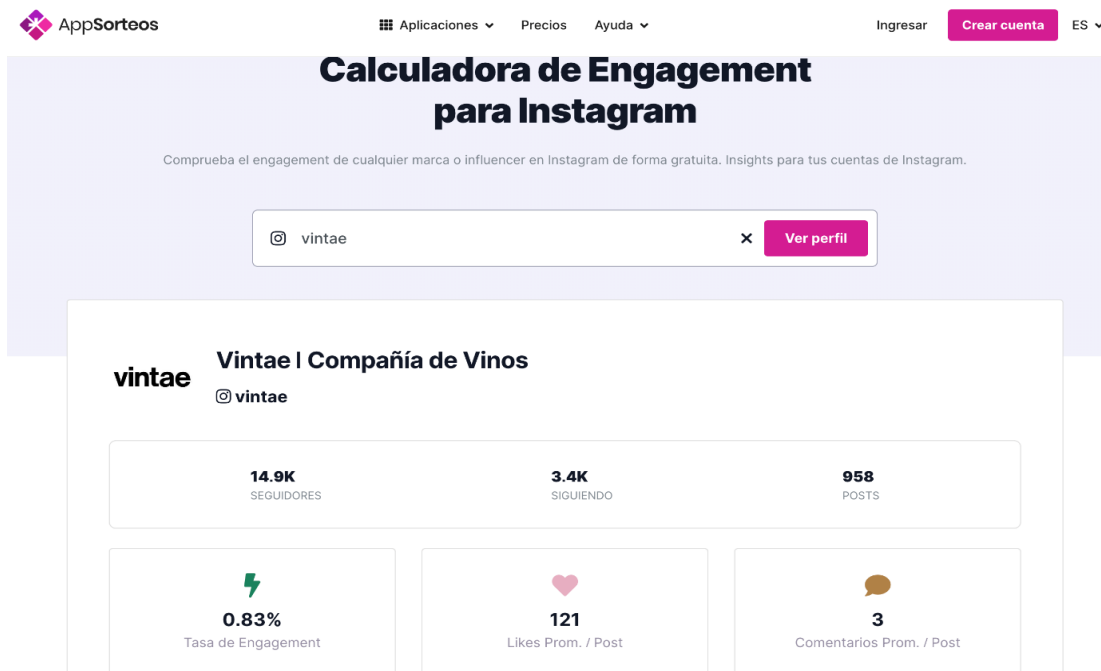 AppSorteos
Aplicaciones
Precios
Ayuda
Ingresar
Crear cuenta
ES
Calculadora de Engagement
para Instagram
Comprueba el engagement de cualquier marca o influencer en Instagram de forma gratuita. Insights para tus cuentas de Instagram.
vintae
Ver perfil
vintae
Vintae | Compañía de Vinos
vintae
14.9K
SEGUIDORES
3.4K
SIGUIENDO
958
POSTS
0.83%
Tasa de Engagement
121
Likes Prom. / Post
3
Comentarios Prom. / Post